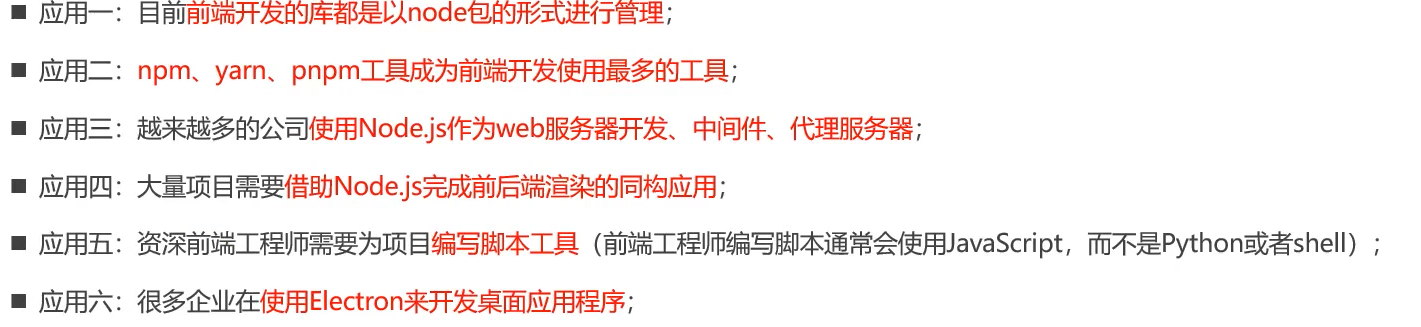 ■ 应用一：目前前端开发的库都是以node包的形式进行管理；
■ 应用二：npm、yarn、pnpm工具成为前端开发使用最多的工具；
■ 应用三：越来越多的公司使用Node.js作为web服务器开发、中间件、代理服务器；
■ 应用四：大量项目需要借助Node.js完成前后端渲染的同构应用；
■ 应用五：资深前端工程师需要为项目编写脚本工具（前端工程师编写脚本通常会使用JavaScript，而不是Python或者shell）；
■ 应用六：很多企业在使用Electron来开发桌面应用程序；